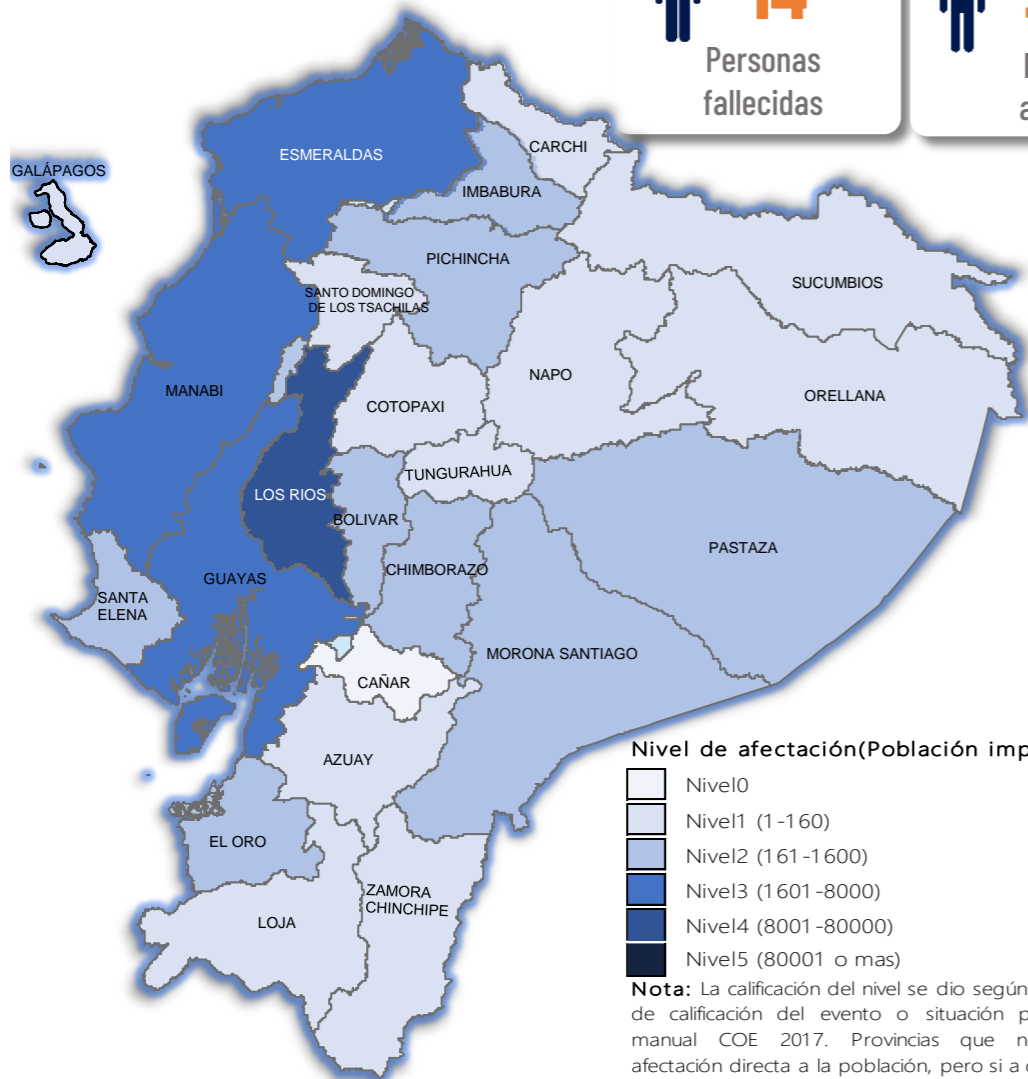 Personas
fallecidas
GALÁPAGOS
ESMERALDAS
CARCHI
IMBABURA
PICHINCHA
SUCUMBIOS
SANTO DOMINGO
DE LOS TSACHILAS
MANABI
NAPO
ORELLANA
COTOPAXI
TUNGURAHUA
LOS RIOS
BOLIVAR
PASTAZA
CHIMBORAZO
GUAYAS
SANTA
ELENA
MORONA SANTIAGO
CAÑAR
AZUAY
EL ORO
ZAMORA
CHINCHIPE
LOJA
Nivel de afectación(Población imp
Nivel0
Nivel1 (1-160)
Nivel2 (161-1600)
Nivel3 (1601-8000)
Nivel4 (8001-80000)
Nivel5 (80001 o mas)
Nota: La calificación del nivel se dio según
de calificación del evento o situación p
manual COE 2017. Provincias que n
afectación directa a la población, pero si a